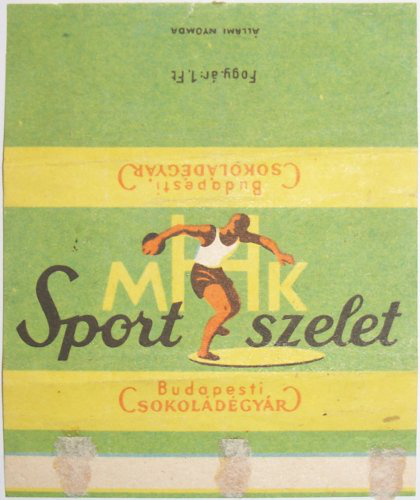 ÁLLAMI NYOMDA
Fogy.ár: 1.Ft
Budapesti
CSOKOLÁDÉGYÁR
MHK
Sport szelet
Budapesti
CSOKOLÁDÉGYÁR